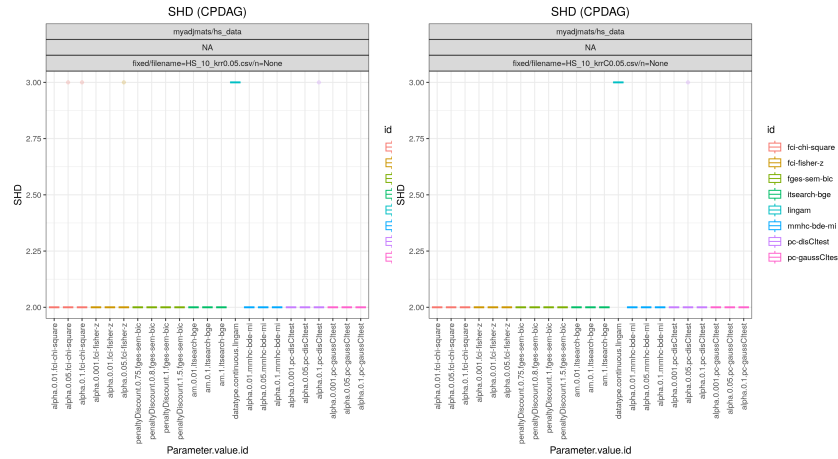 SHD (CPDAG)
myadjmats/hs_data
NA
fixed/filename=HS_10_krr0.05.csv/n=None
3.00
2.75
2.50
2.25
2.00
SHD
alpha.0.01.fci-chi-square
alpha.0.05.fci-chi-square
alpha.0.1.fci-chi-square
alpha.0.001.fci-fisher-z
alpha.0.01.fci-fisher-z
alpha.0.05.fci-fisher-z
penaltyDiscount.0.75.fges-sem-bic
penaltyDiscount.0.8.fges-sem-bic
penaltyDiscount.1.fges-sem-bic
penaltyDiscount.1.5.fges-sem-bic
am.0.01.itsearch-bge
am.0.1.itsearch-bge
am.1.itsearch-bge
datatype.continuous.lingam
alpha.0.01.mmhc-bde-mi
alpha.0.05.mmhc-bde-mi
alpha.0.1.mmhc-bde-mi
alpha.0.001.pc-disCItest
alpha.0.05.pc-disCItest
alpha.0.1.pc-disCItest
alpha.0.001.pc-gaussCItest
alpha.0.05.pc-gaussCItest
alpha.0.1.pc-gaussCItest
Parameter.value.id
id
SHD (CPDAG)
myadjmats/hs_data
NA
fixed/filename=HS_10_krrC0.05.csv/n=None
3.00
2.75
2.50
2.25
2.00
SHD
alpha.0.01.fci-chi-square
alpha.0.05.fci-chi-square
alpha.0.1.fci-chi-square
alpha.0.001.fci-fisher-z
alpha.0.01.fci-fisher-z
alpha.0.05.fci-fisher-z
penaltyDiscount.0.75.fges-sem-bic
penaltyDiscount.0.8.fges-sem-bic
penaltyDiscount.1.fges-sem-bic
penaltyDiscount.1.5.fges-sem-bic
am.0.01.itsearch-bge
am.0.1.itsearch-bge
am.1.itsearch-bge
datatype.continuous.lingam
alpha.0.01.mmhc-bde-mi
alpha.0.05.mmhc-bde-mi
alpha.0.1.mmhc-bde-mi
alpha.0.001.pc-disCItest
alpha.0.05.pc-disCItest
alpha.0.1.pc-disCItest
alpha.0.001.pc-gaussCItest
alpha.0.05.pc-gaussCItest
alpha.0.1.pc-gaussCItest
Parameter.value.id
id
fci-chi-square
fci-fisher-z
fges-sem-bic
itsearch-bge
lingam
mmhc-bde-mi
pc-disCItest
pc-gaussCItes